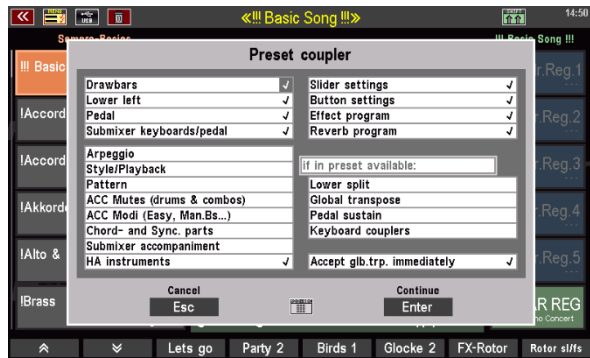 MENU
USB
«!!! Basic Song !!!»
14:50
!!! Basic Song !!!
Preset coupler
!!! Basic
Drawbars ✓
Slider settings ✓
Lower left ✓
Button settings ✓
Pedal ✓
Effect program ✓
Submixer keyboards/pedal ✓
Reverb program ✓
r.Reg.1
!Accord
r.Reg.2
Arpeggio
Style/Playback
if in preset available:
Pattern
Lower split
!Accord
ACC Mutes (drums & combos)
Global transpose
r.Reg.3
ACC Modi (Easy, Man.Bs...)
Pedal sustain
Chord- and Sync. parts
Keyboard couplers
!Akkord
r.Reg.4
Submixer accompaniment
HA instruments ✓
Accept glb.trp. immediately ✓
!Alto &
r.Reg.5
Cancel
Continue
Esc
Enter
!Brass
R REG
no Concert
Lets go
Party 2
Birds 1
Glocke 2
FX-Rotor
Rotor sl/fs